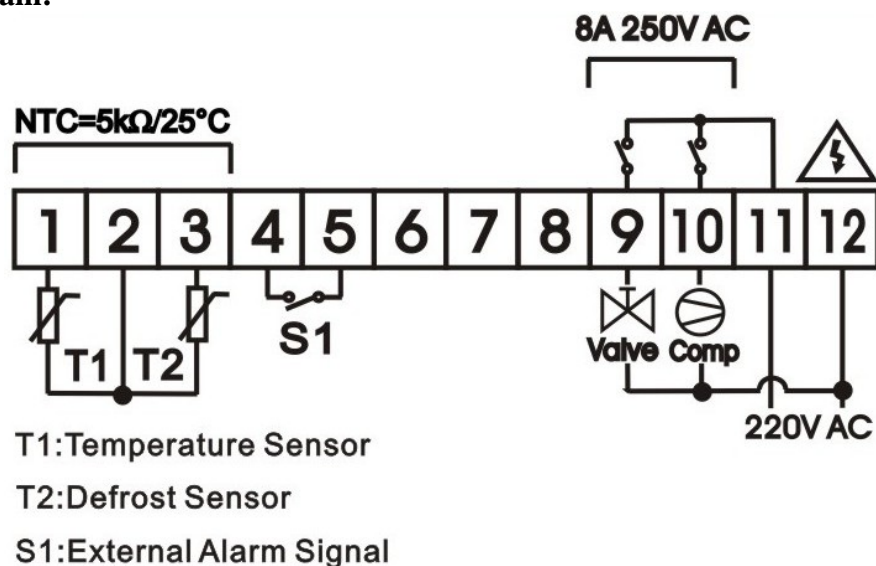 8A 250V AC
NTC=5kΩ/25°C
1 2 3 4 5 6 7 8 9 10 11 12
T1 T2 S1 Valve Comp
220V AC
T1:Temperature Sensor
T2:Defrost Sensor
S1:External Alarm Signal